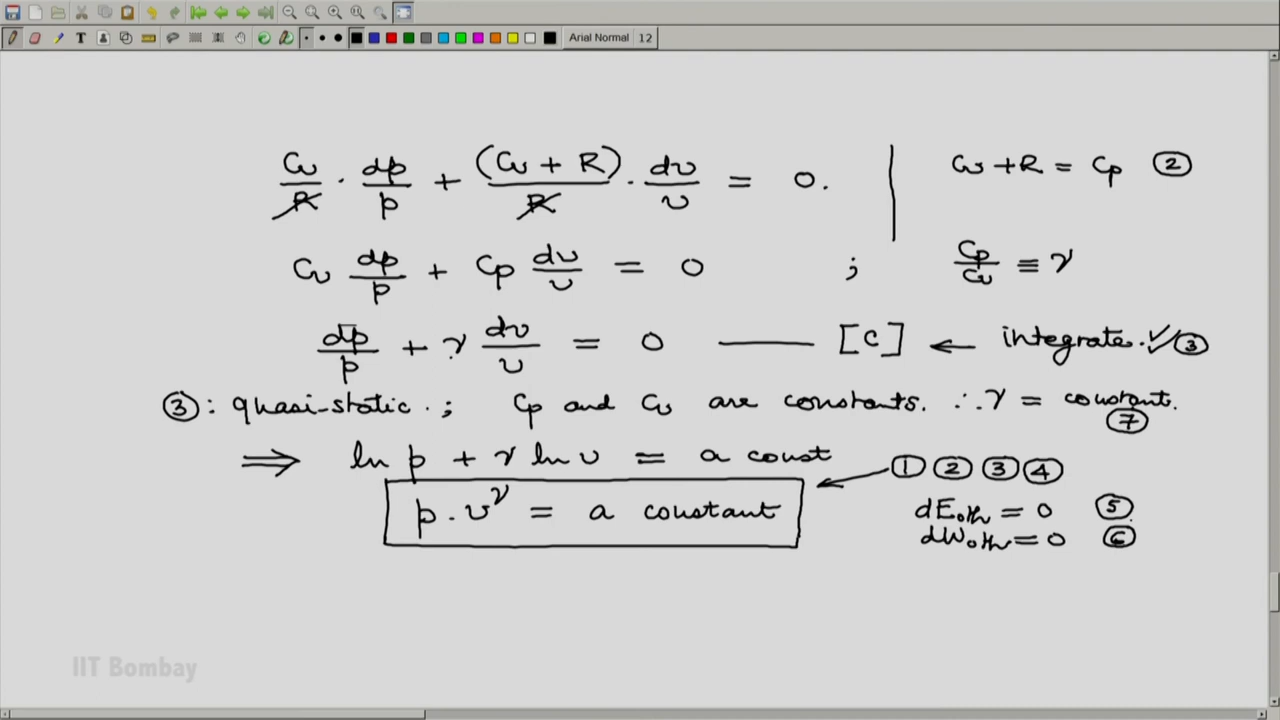 Arial Normal 12
Cv/R · dp/p + (Cv + R)/R · dv/v = 0. | Cv + R = Cp ②
Cv dp/p + Cp dv/v = 0 ; Cp/Cv ≡ γ
dp/p + γ dv/v = 0 —— [C] ← integrate. ✓✓ ③
③ : quasi-static . ; Cp and Cv are constants. ∴ γ = constant. ⑦
⟹ ln p + γ ln v = a const
① ② ③ ④
p . v^γ = a constant
dE_oth = 0 ⑤
dW_oth = 0 ⑥
IIT Bombay